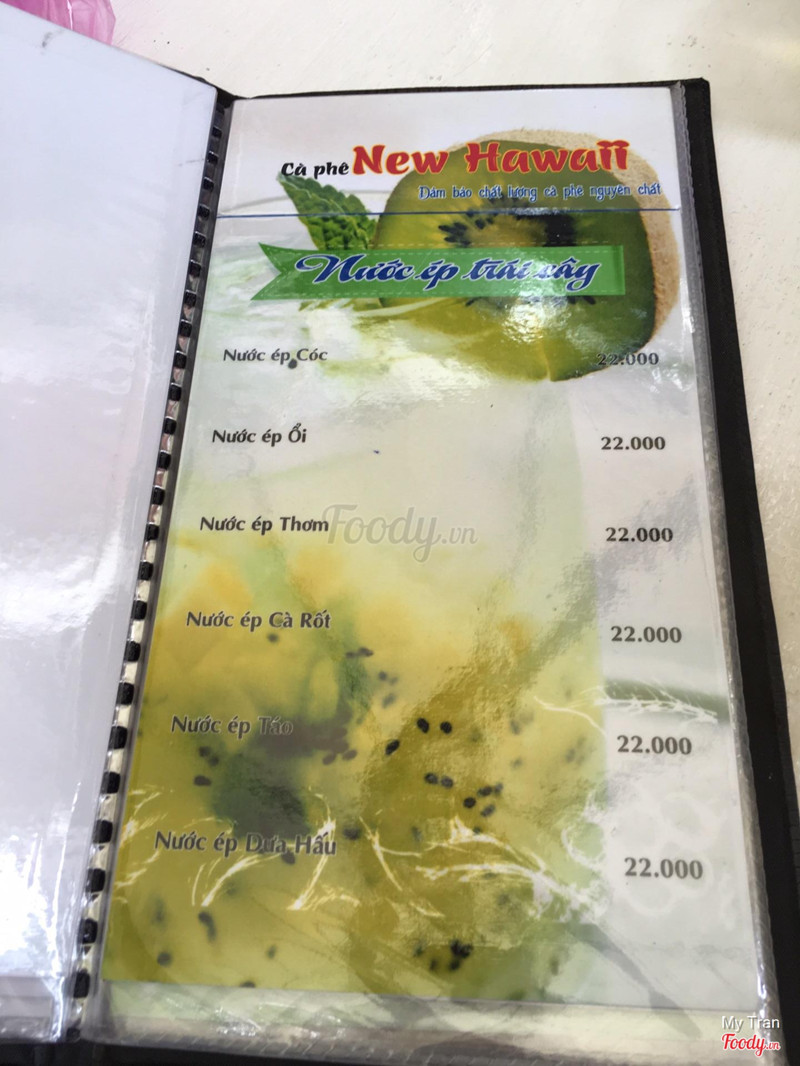 Cà phê New Hawaii
Đảm bảo chất lượng cà phê nguyên chất
Nước ép trái cây
Nước ép Cóc 22.000
Nước ép Ổi 22.000
Nước ép Thơm 22.000
Foody.vn
Nước ép Cà Rốt 22.000
Nước ép Táo 22.000
Nước ép Dưa Hấu 22.000
My Tran
Foody.vn